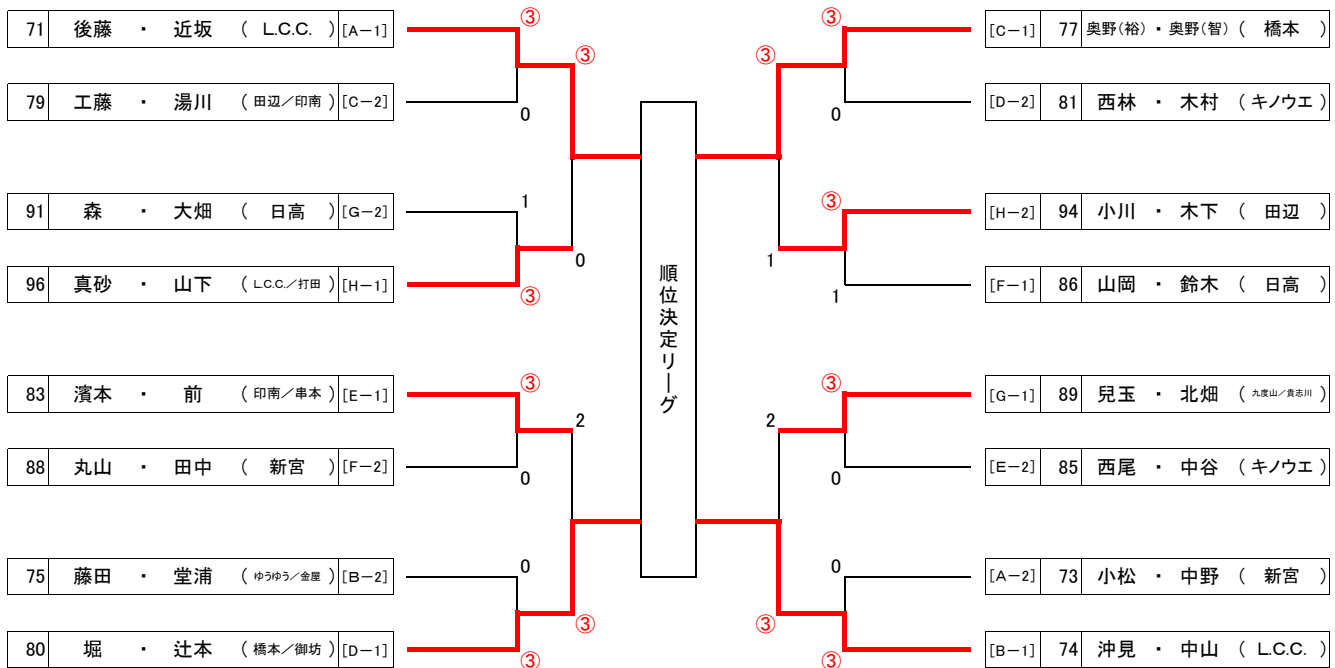 ③ ③
71 後藤 ・ 近坂 ( L.C.C. ) [A-1] [C-1] 77 奥野(裕)・奥野(智) ( 橋本 )
③ ③
79 工藤 ・ 湯川 ( 田辺/印南 ) [C-2] [D-2] 81 西林 ・ 木村 ( キノウエ )
0 0
1 ③
91 森 ・ 大畑 ( 日高 ) [G-2] [H-2] 94 小川 ・ 木下 ( 田辺 )
0 1
96 真砂 ・ 山下 ( L.C.C./打田 ) [H-1] [F-1] 86 山岡 ・ 鈴木 ( 日高 )
③ 1
順位決定リーグ
③ ③
83 濱本 ・ 前 ( 印南/串本 ) [E-1] [G-1] 89 兒玉 ・ 北畑 ( 九度山/貴志川 )
2 2
88 丸山 ・ 田中 ( 新宮 ) [F-2] [E-2] 85 西尾 ・ 中谷 ( キノウエ )
0 0
0 0
75 藤田 ・ 堂浦 ( ゆうゆう/金屋 ) [B-2] [A-2] 73 小松 ・ 中野 ( 新宮 )
③ ③
80 堀 ・ 辻本 ( 橋本/御坊 ) [D-1] [B-1] 74 沖見 ・ 中山 ( L.C.C. )
③ ③